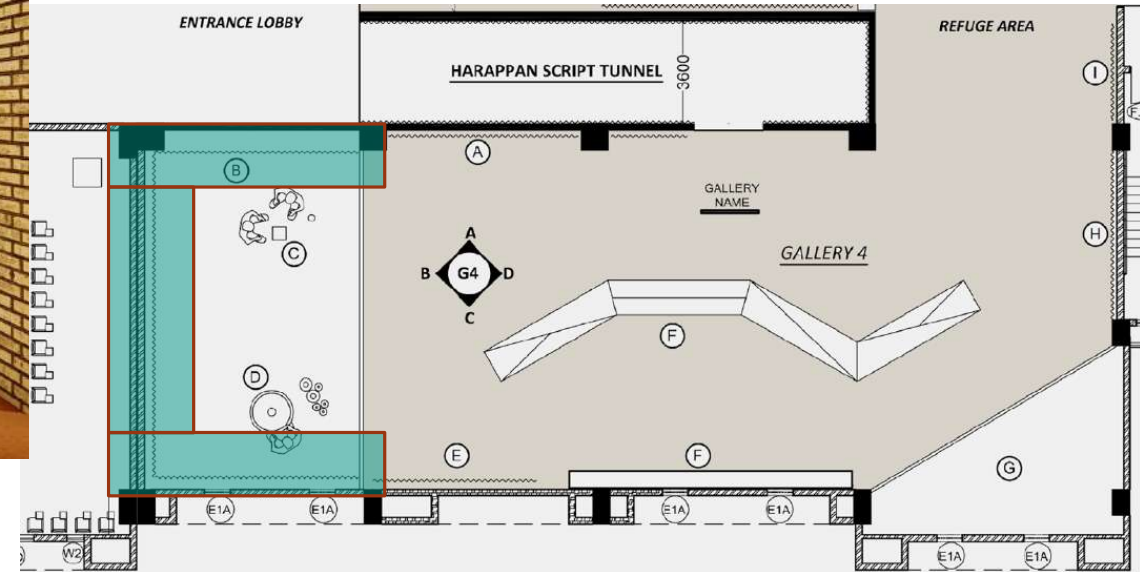 ENTRANCE LOBBY
REFUGE AREA
HARAPPAN SCRIPT TUNNEL
3600
I
A
B
GALLERY
NAME
C
H
GALLERY 4
A
B G4 D
C
F
D
E
F
G
E1A
E1A
E1A
E1A
W2
E1A
E1A